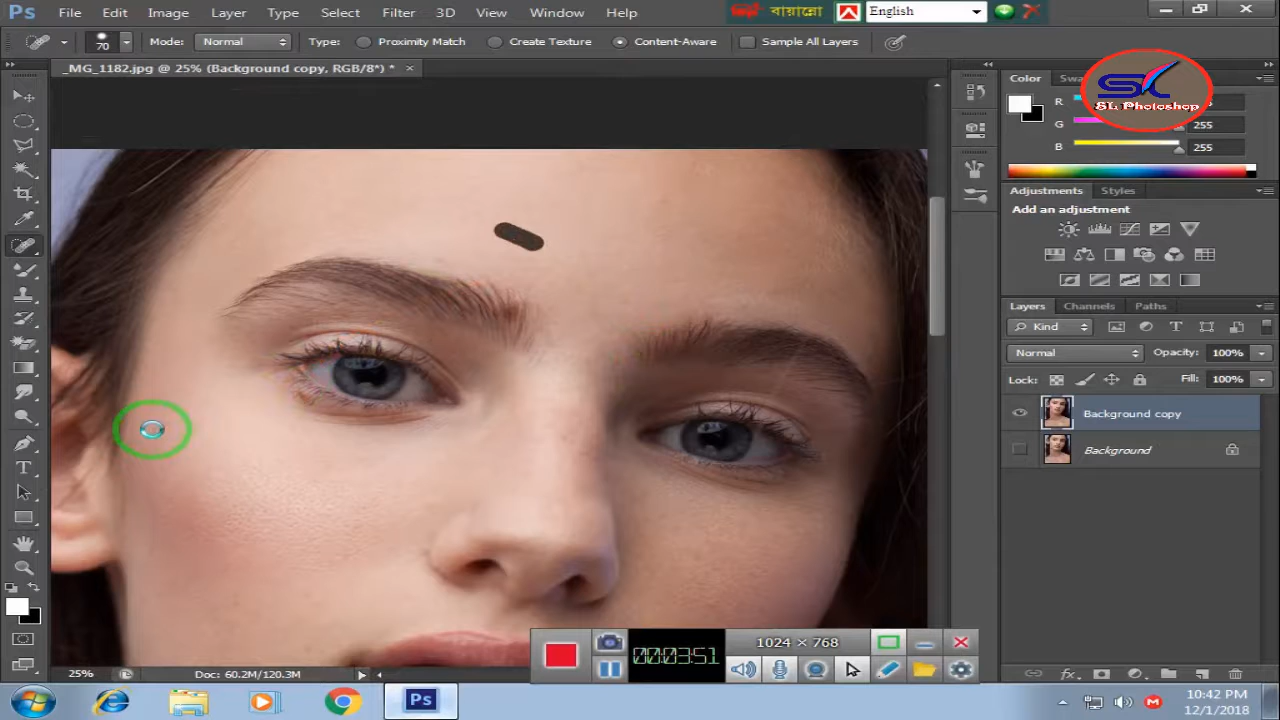 Ps File Edit Image Layer Type Select Filter 3D View Window Help
বায়ান্নো English
70 Mode: Normal Type: Proximity Match Create Texture Content-Aware Sample All Layers
_MG_1182.jpg @ 25% (Background copy, RGB/8*) * ×
Color
SL Photoshop
R
G 255
B 255
Adjustments Styles
Add an adjustment
Layers Channels Paths
Kind
Normal Opacity: 100%
Lock: Fill: 100%
Background copy
Background
1024 × 768
000:03:51
25% Doc: 60.2M/120.3M
Ps
10:42 PM
12/1/2018